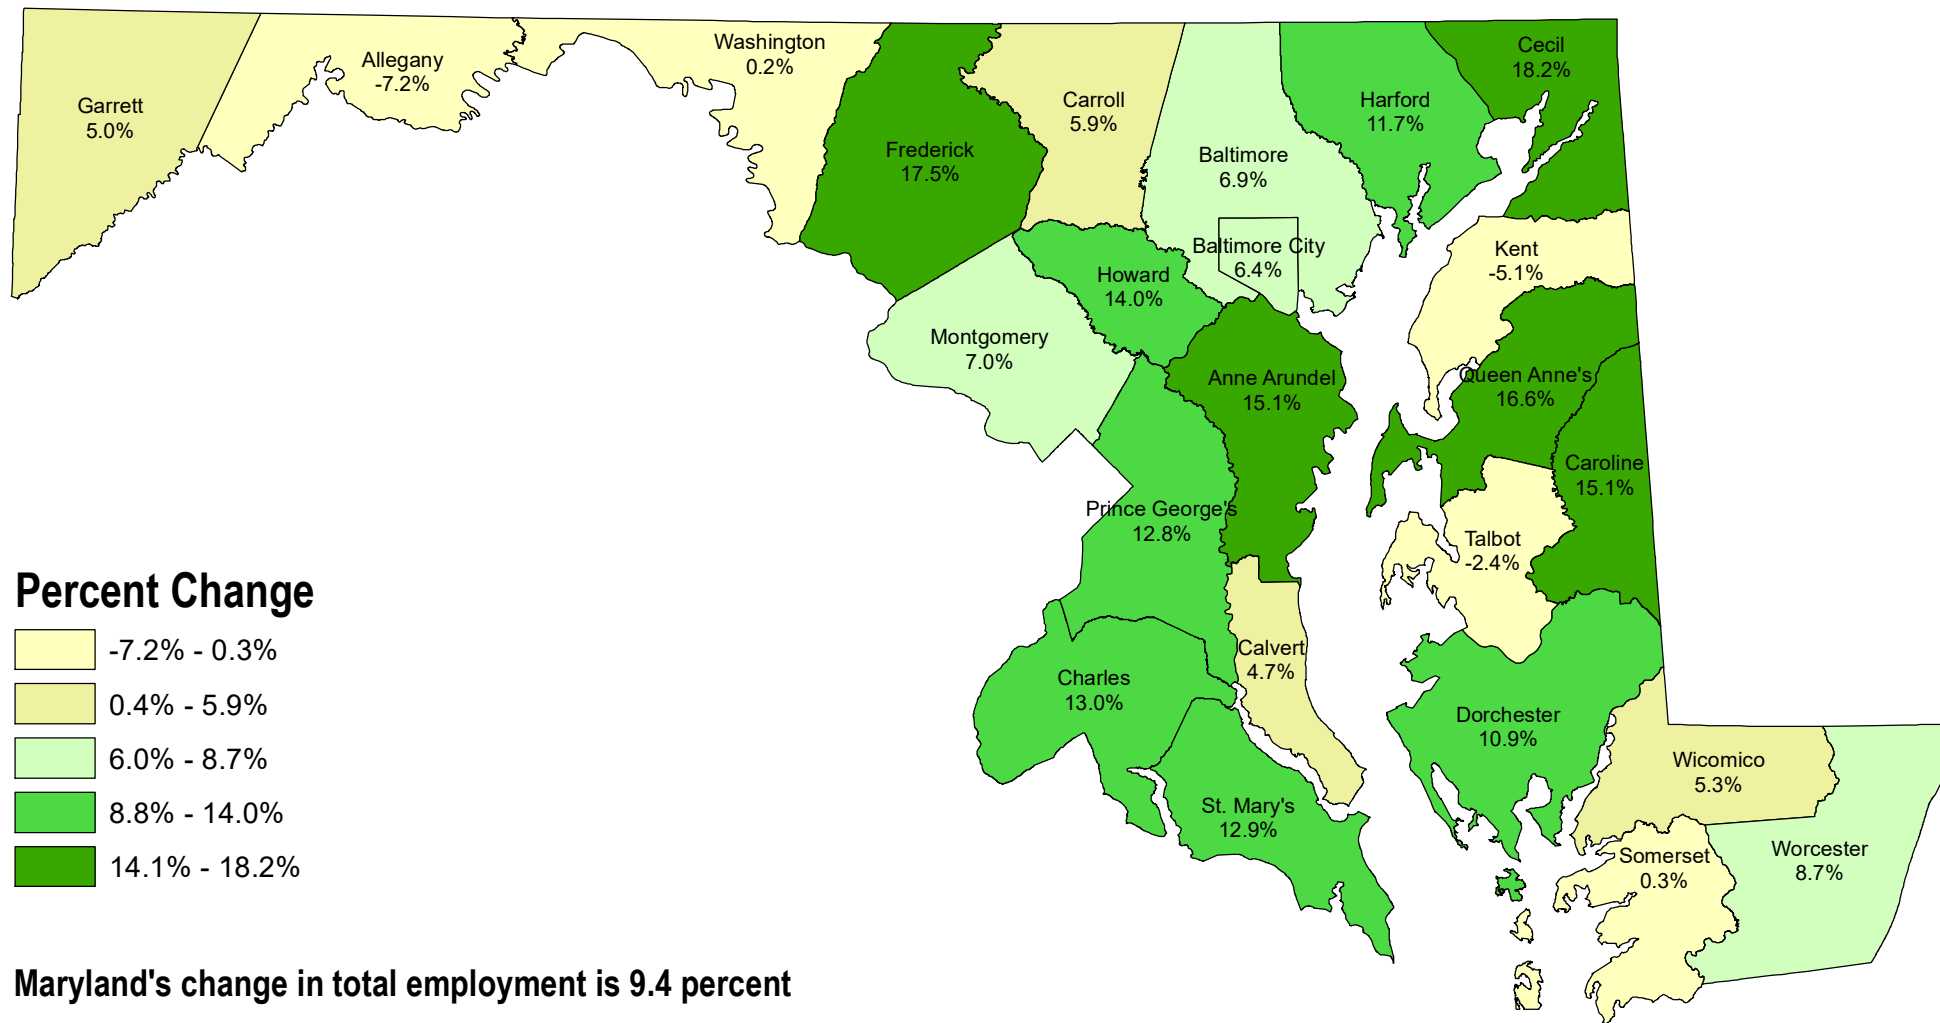 Garrett
5.0%
Allegany
-7.2%
Washington
0.2%
Frederick
17.5%
Carroll
5.9%
Baltimore
6.9%
Baltimore City
6.4%
Harford
11.7%
Cecil
18.2%
Kent
-5.1%
Howard
14.0%
Montgomery
7.0%
Anne Arundel
15.1%
Queen Anne's
16.6%
Caroline
15.1%
Prince George's
12.8%
Talbot
-2.4%
Calvert
4.7%
Charles
13.0%
Dorchester
10.9%
St. Mary's
12.9%
Wicomico
5.3%
Somerset
0.3%
Worcester
8.7%
Percent Change
-7.2% - 0.3%
0.4% - 5.9%
6.0% - 8.7%
8.8% - 14.0%
14.1% - 18.2%
Maryland's change in total employment is 9.4 percent